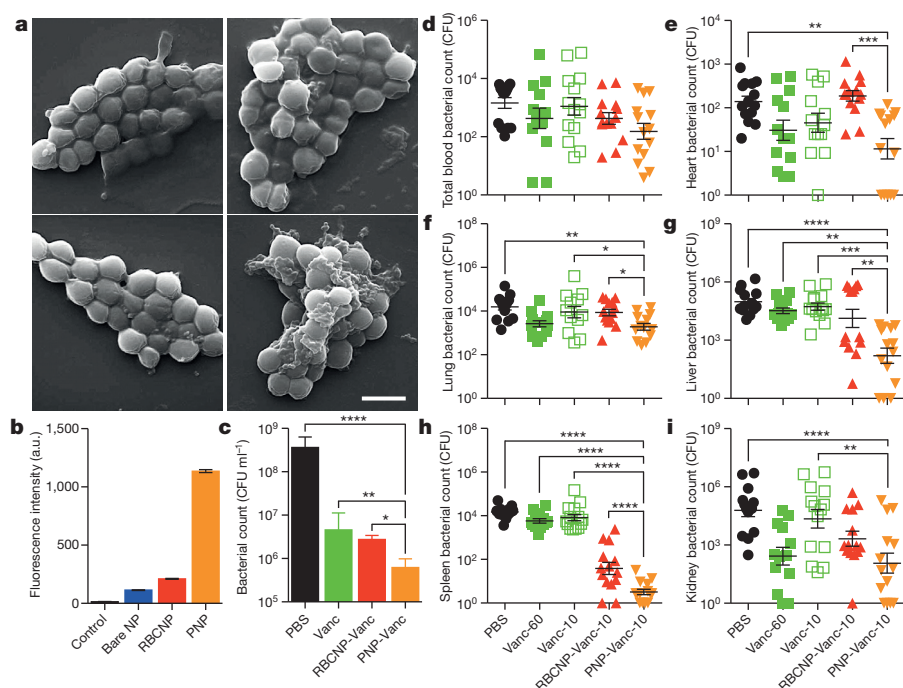 a
d
Total blood bacterial count (CFU)
10⁶
10⁴
10²
10⁰
e
Heart bacterial count (CFU)
10⁴
10³
10²
10¹
10⁰
**
***
f
Lung bacterial count (CFU)
10⁸
10⁶
10⁴
10²
10⁰
**
*
*
g
Liver bacterial count (CFU)
10⁹
10⁶
10³
10⁰
****
**
***
**
b
Fluorescence intensity (a.u.)
1,500
1,000
500
0
Control
Bare NP
RBCNP
PNP
c
Bacterial count (CFU ml⁻¹)
10⁹
10⁸
10⁷
10⁶
10⁵
****
**
*
PBS
Vanc
RBCNP-Vanc
PNP-Vanc
h
Spleen bacterial count (CFU)
10⁶
10⁴
10²
10⁰
****
****
****
****
PBS
Vanc-60
Vanc-10
RBCNP-Vanc-10
PNP-Vanc-10
i
Kidney bacterial count (CFU)
10⁹
10⁶
10³
10⁰
****
**
PBS
Vanc-60
Vanc-10
RBCNP-Vanc-10
PNP-Vanc-10